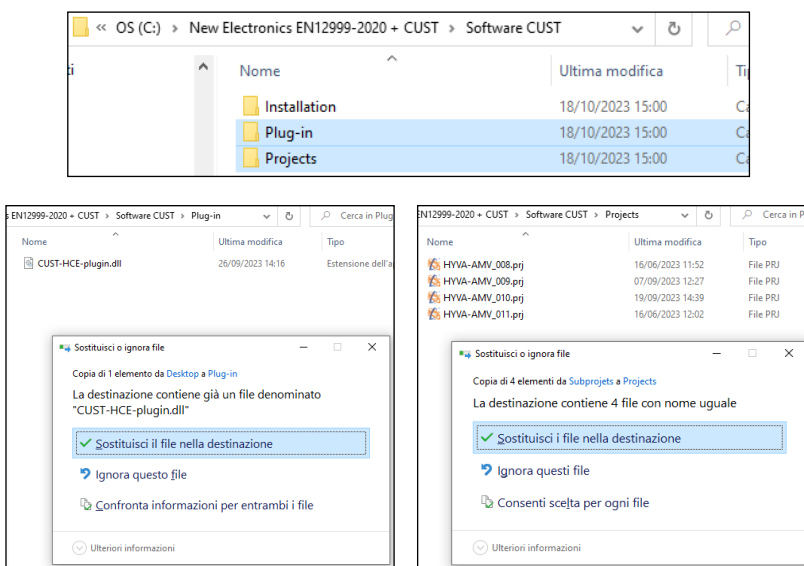 « OS (C:) › New Electronics EN12999-2020 + CUST › Software CUST
Nome Ultima modifica
Installation 18/10/2023 15:00
Plug-in 18/10/2023 15:00
Projects 18/10/2023 15:00
EN12999-2020 + CUST › Software CUST › Plug-in Cerca in Plug
Nome Ultima modifica Tipo
CUST-HCE-plugin.dll 26/09/2023 14:16 Estensione dell'a
Sostituisci o ignora file
Copia di 1 elemento da Desktop a Plug-in
La destinazione contiene già un file denominato
"CUST-HCE-plugin.dll"
Sostituisci il file nella destinazione
Ignora questo file
Confronta informazioni per entrambi i file
Ulteriori informazioni
EN12999-2020 + CUST › Software CUST › Projects Cerca in P
Nome Ultima modifica Tipo
HYVA-AMV_008.prj 16/06/2023 11:52 File PRJ
HYVA-AMV_009.prj 07/09/2023 12:27 File PRJ
HYVA-AMV_010.prj 19/09/2023 14:39 File PRJ
HYVA-AMV_011.prj 16/06/2023 12:02 File PRJ
Sostituisci o ignora file
Copia di 4 elementi da Subprojets a Projects
La destinazione contiene 4 file con nome uguale
Sostituisci i file nella destinazione
Ignora questi file
Consenti scelta per ogni file
Ulteriori informazioni